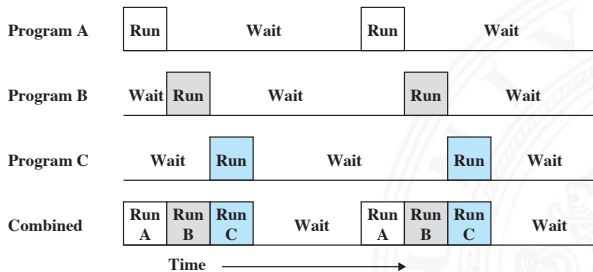 Program A Run Wait Run Wait
Program B Wait Run Wait Run Wait
Program C Wait Run Wait Run Wait
Combined Run A Run B Run C Wait Run A Run B Run C Wait
Time